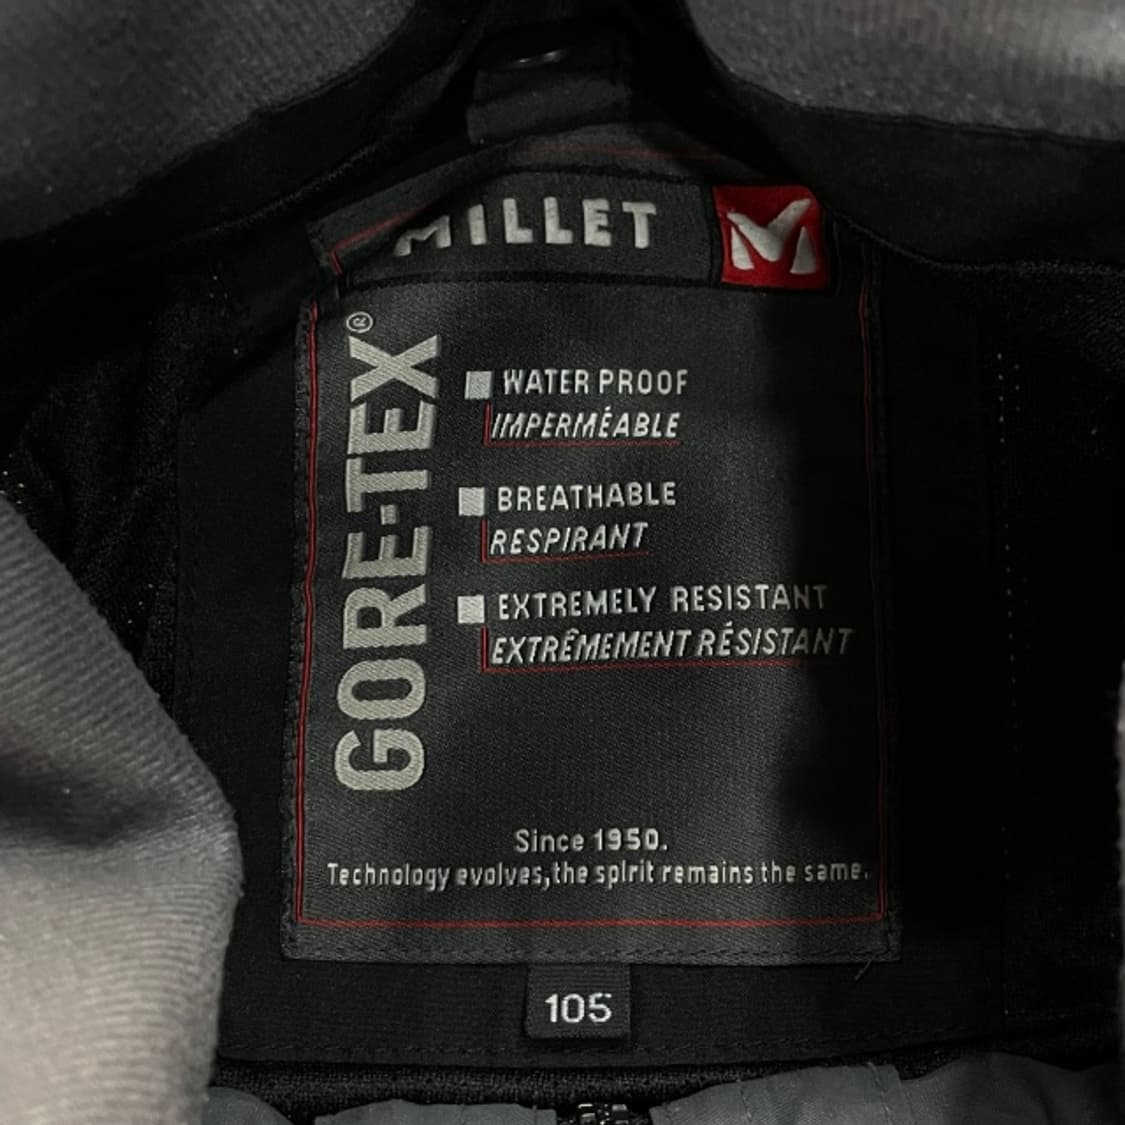 MILLET
GORE-TEX®
WATER PROOF
IMPERMÉABLE
BREATHABLE
RESPIRANT
EXTREMELY RESISTANT
EXTRÊMEMENT RÉSISTANT
Since 1950.
Technology evolves, the spirit remains the same.
105